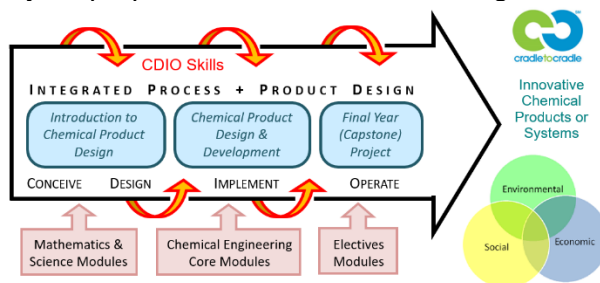 CDIO Skills
INTEGRATED PROCESS + PRODUCT DESIGN
Introduction to
Chemical Product
Design
Chemical Product
Design &
Development
Final Year
(Capstone)
Project
CONCEIVE DESIGN IMPLEMENT OPERATE
Mathematics &
Science Modules
Chemical Engineering
Core Modules
Electives
Modules
cradletocradle
Innovative
Chemical
Products or
Systems
Environmental
Social
Economic